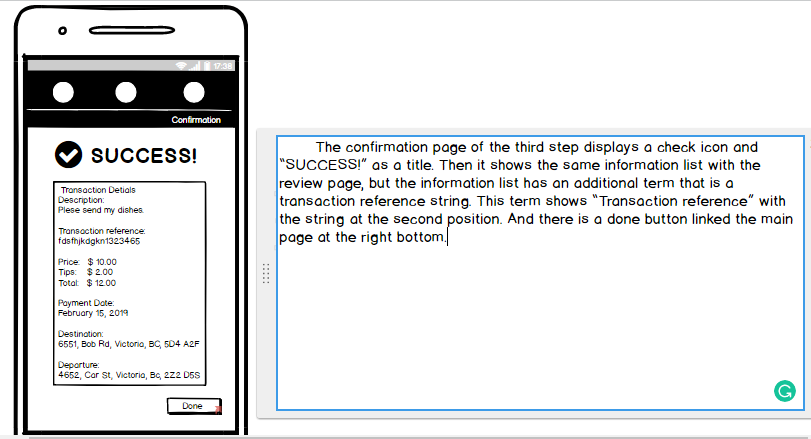 17:38
Confirmation
SUCCESS!
Transaction Detials
Description:
Plese send my dishes.
Transaction reference:
fdsfhjkdgkn1323465
Price: $ 10.00
Tips: $ 2.00
Total: $ 12.00
Payment Date:
February 15, 2019
Destination:
6551, Bob Rd, Victoria, BC, 5D4 A2F
Departure:
4652, Car St, Victoria, Bc, 2Z2 D5S
Done
The confirmation page of the third step displays a check icon and
"SUCCESS!" as a title. Then it shows the same information list with the
review page, but the information list has an additional term that is a
transaction reference string. This term shows "Transaction reference" with
the string at the second position. And there is a done button linked the main
page at the right bottom.